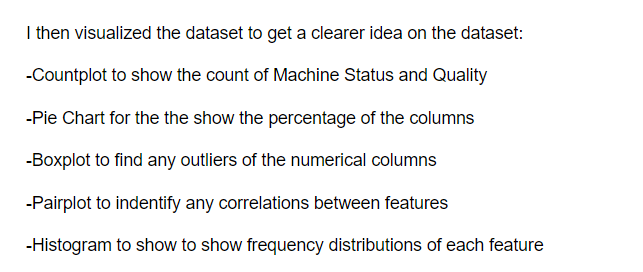 I then visualized the dataset to get a clearer idea on the dataset:
-Countplot to show the count of Machine Status and Quality
-Pie Chart for the the show the percentage of the columns
-Boxplot to find any outliers of the numerical columns
-Pairplot to indentify any correlations between features
-Histogram to show to show frequency distributions of each feature